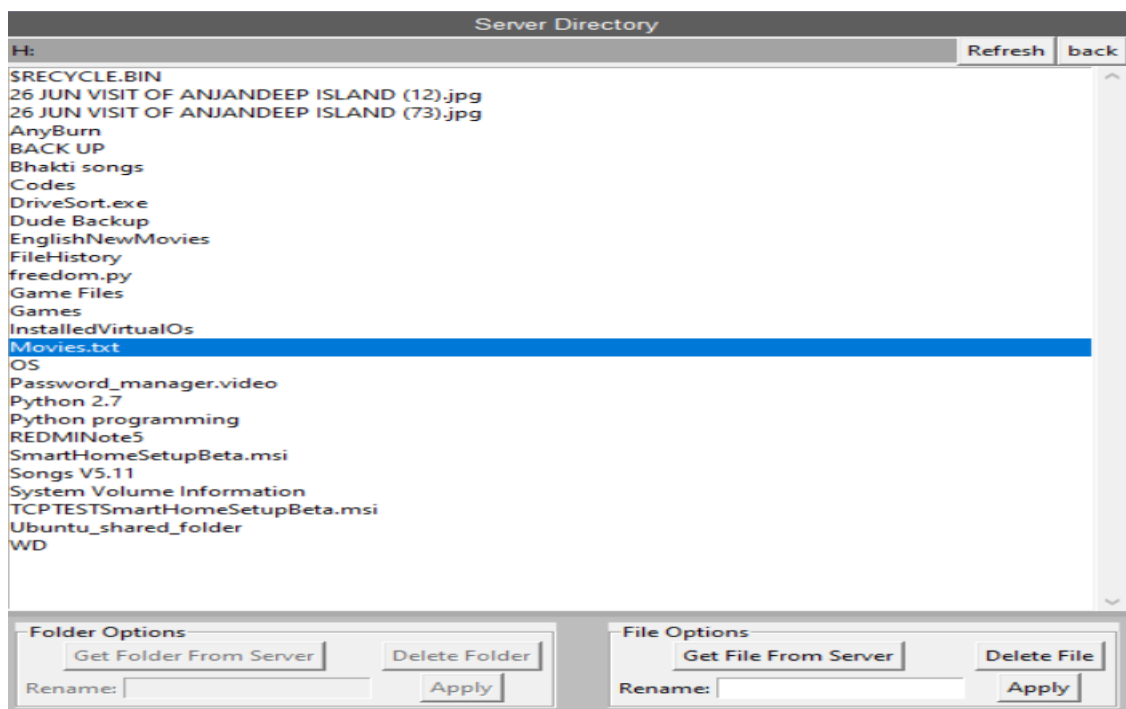 Server Directory
H: Refresh back
$RECYCLE.BIN
26 JUN VISIT OF ANJANDEEP ISLAND (12).jpg
26 JUN VISIT OF ANJANDEEP ISLAND (73).jpg
AnyBurn
BACK UP
Bhakti songs
Codes
DriveSort.exe
Dude Backup
EnglishNewMovies
FileHistory
freedom.py
Game Files
Games
InstalledVirtualOs
Movies.txt
OS
Password_manager.video
Python 2.7
Python programming
REDMINote5
SmartHomeSetupBeta.msi
Songs V5.11
System Volume Information
TCPTESTSmartHomeSetupBeta.msi
Ubuntu_shared_folder
WD
Folder Options
Get Folder From Server Delete Folder
Rename: Apply
File Options
Get File From Server Delete File
Rename: Apply